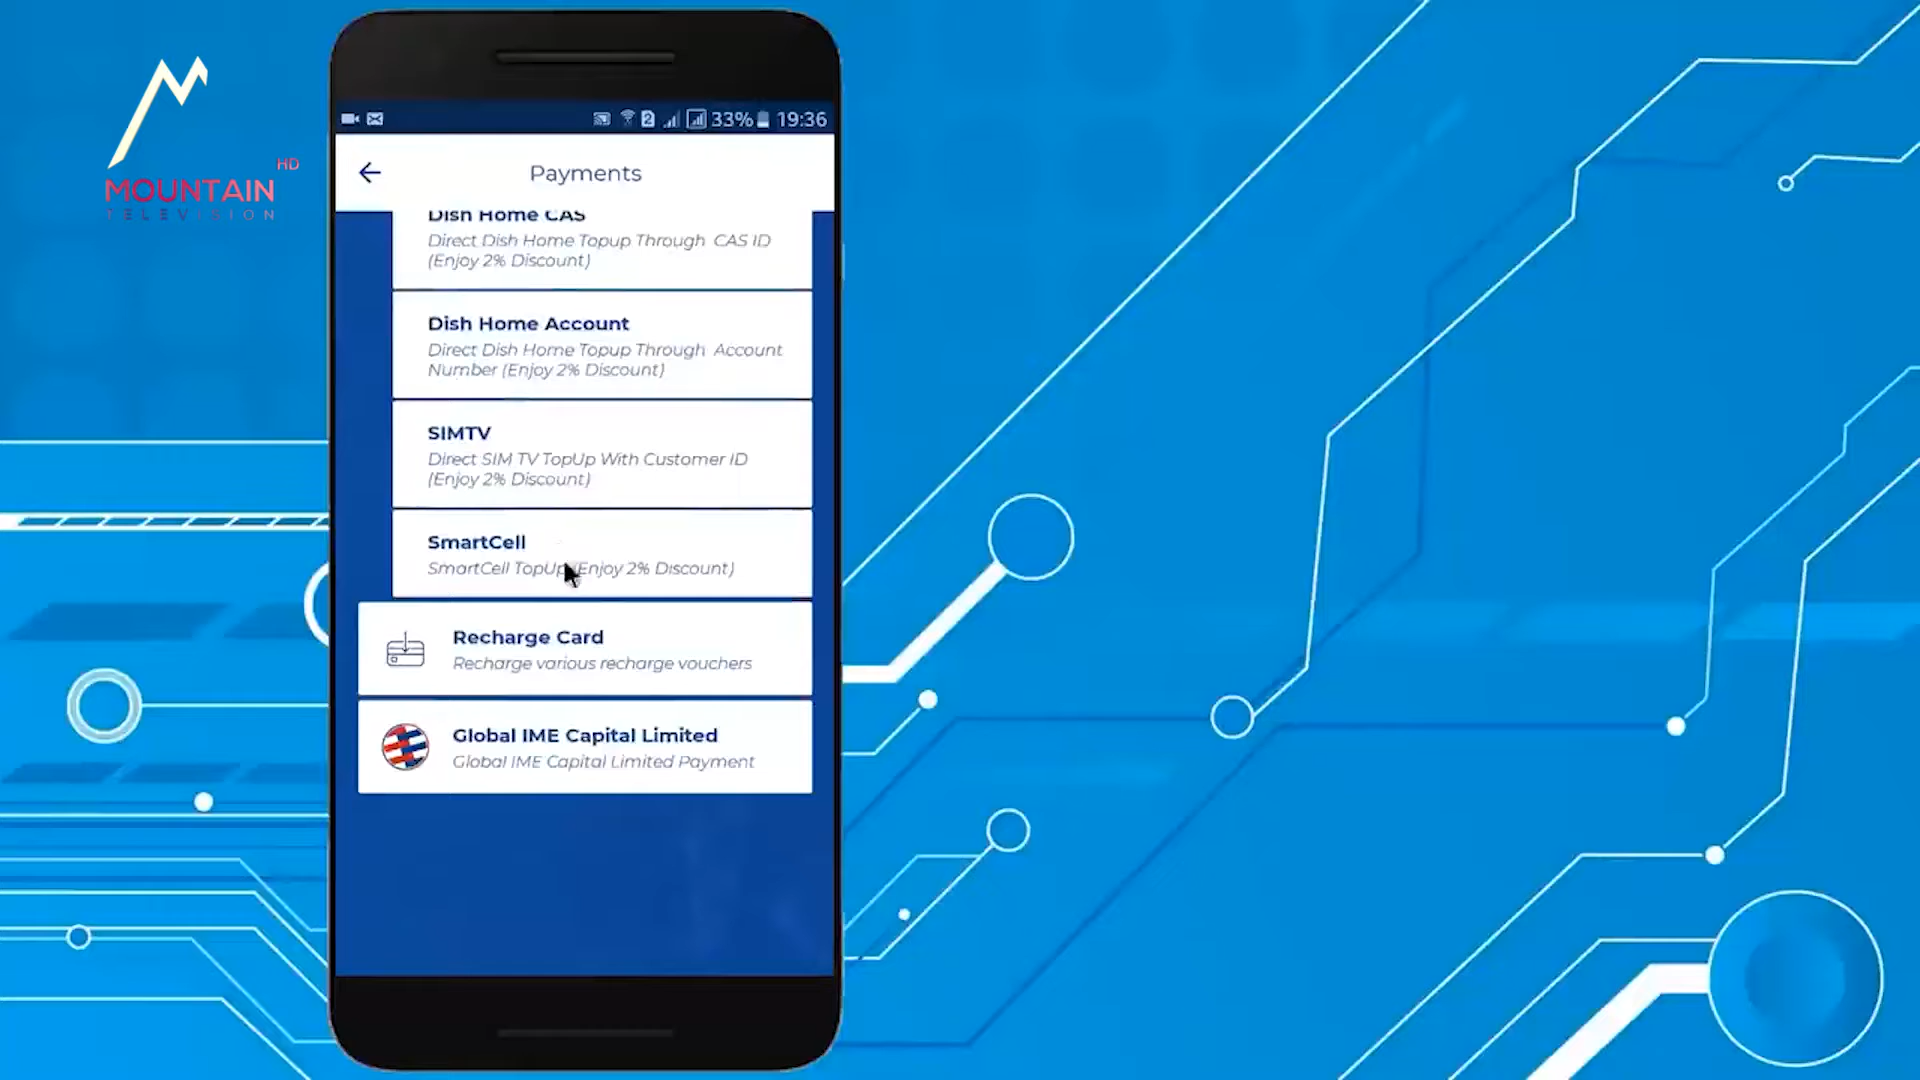 MOUNTAIN HD
TELEVISION
2 33% 19:36
Payments
Dish Home CAS
Direct Dish Home Topup Through CAS ID
(Enjoy 2% Discount)
Dish Home Account
Direct Dish Home Topup Through Account
Number (Enjoy 2% Discount)
SIMTV
Direct SIM TV TopUp With Customer ID
(Enjoy 2% Discount)
SmartCell
SmartCell TopUp (Enjoy 2% Discount)
Recharge Card
Recharge various recharge vouchers
Global IME Capital Limited
Global IME Capital Limited Payment